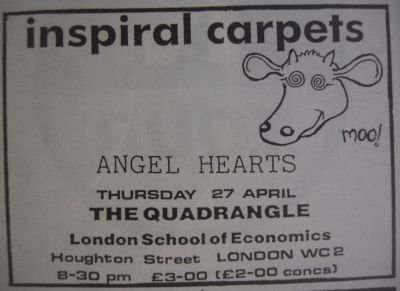 inspiral carpets
moo!
ANGEL HEARTS
THURSDAY 27 APRIL
THE QUADRANGLE
London School of Economics
Houghton Street LONDON WC2
8-30 pm £3-00 (£2-00 concs)